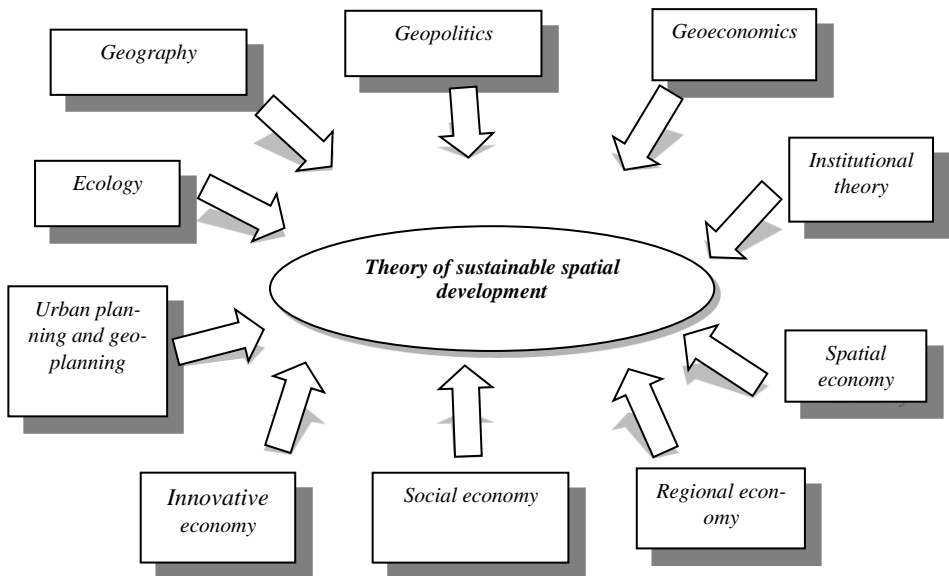 Geography
Geopolitics
Geoeconomics
Ecology
Institutional
theory
Theory of sustainable spatial
development
Urban plan-
ning and geo-
planning
Spatial
economy
Innovative
economy
Social economy
Regional econ-
omy